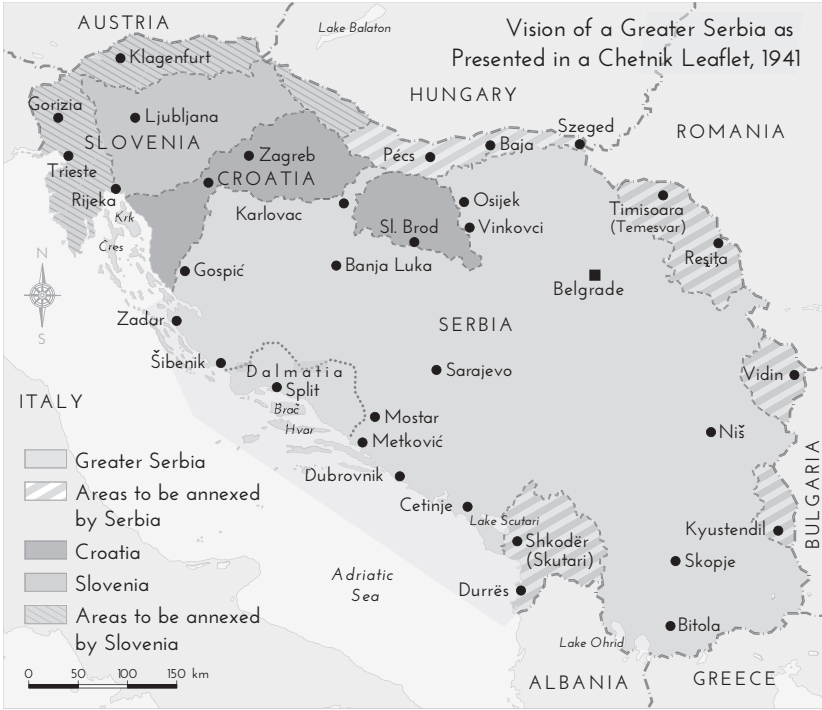 Vision of a Greater Serbia as
Presented in a Chetnik Leaflet, 1941
AUSTRIA
Lake Balaton
Klagenfurt
HUNGARY
Gorizia
Ljubljana
SLOVENIA
Szeged
ROMANIA
Baja
Pécs
Zagreb
Trieste
CROATIA
Rijeka
Krk
Karlovac
Osijek
Timisoara
(Temesvar)
Sl. Brod
Vinkovci
Cres
Reşiţa
N
Gospić
Banja Luka
Belgrade
S
Zadar
SERBIA
Šibenik
Dalmatia
Sarajevo
Vidin
Split
ITALY
Brač
Mostar
Hvar
Niš
Metković
BULGARIA
Greater Serbia
Dubrovnik
Areas to be annexed
by Serbia
Cetinje
Lake Scutari
Kyustendil
Shkodër
(Skutari)
Croatia
Skopje
Slovenia
Adriatic
Sea
Durrës
Areas to be annexed
by Slovenia
Bitola
Lake Ohrid
0 50 100 150 km
ALBANIA
GREECE